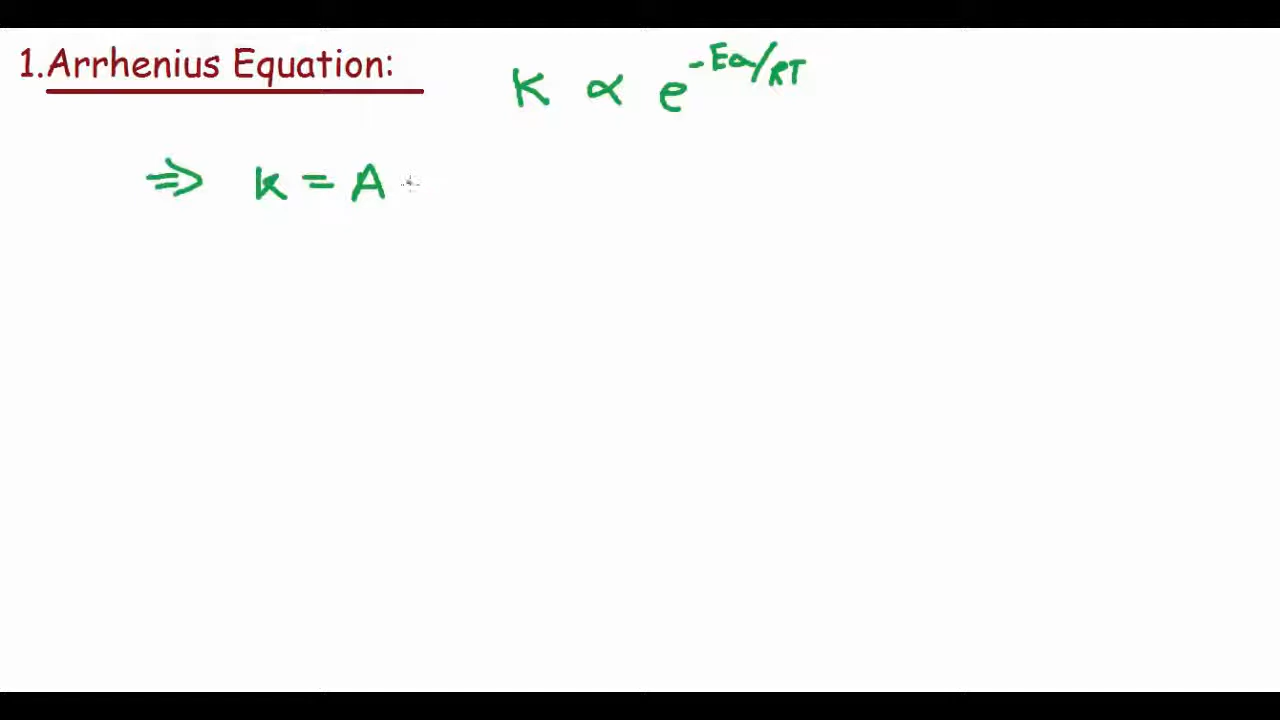 1.Arrhenius Equation: K ∝ e^-Ea/RT
⇒ k = A